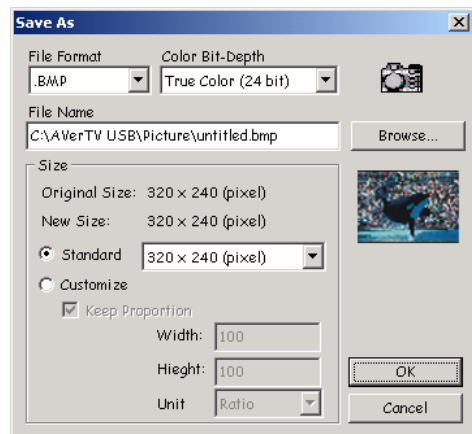 Save As
File Format
Color Bit-Depth
.BMP
True Color (24 bit)
File Name
C:\AVerTV USB\Picture\untitled.bmp
Browse...
Size
Original Size: 320 x 240 (pixel)
New Size: 320 x 240 (pixel)
Standard
320 x 240 (pixel)
Customize
Keep Proportion
Width: 100
Hieght: 100
Unit Ratio
OK
Cancel